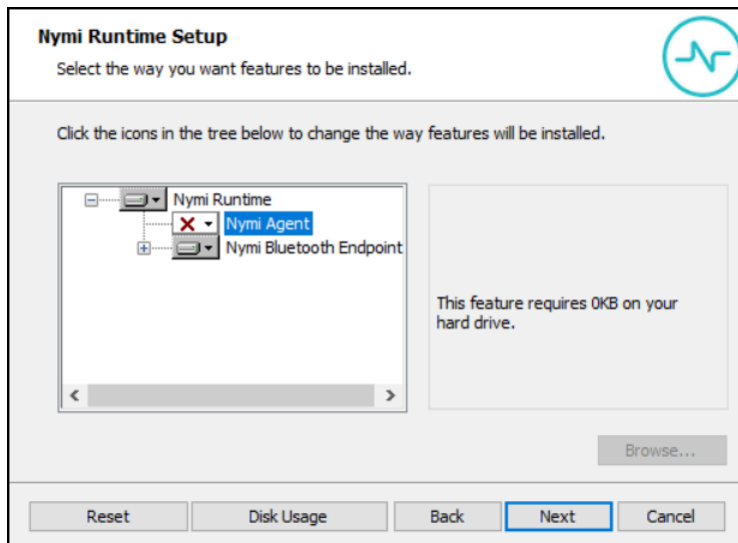 Nymi Runtime Setup
Select the way you want features to be installed.
Click the icons in the tree below to change the way features will be installed.
Nymi Runtime
Nymi Agent
Nymi Bluetooth Endpoint
This feature requires 0KB on your
hard drive.
Browse...
Reset
Disk Usage
Back
Next
Cancel